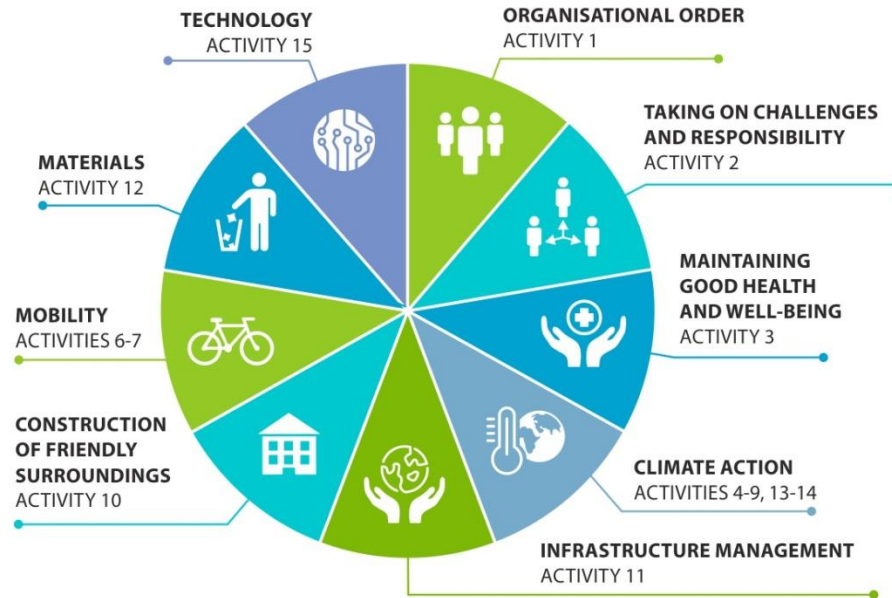 TECHNOLOGY
ACTIVITY 15
ORGANISATIONAL ORDER
ACTIVITY 1
TAKING ON CHALLENGES
AND RESPONSIBILITY
ACTIVITY 2
MATERIALS
ACTIVITY 12
MAINTAINING
GOOD HEALTH
AND WELL-BEING
ACTIVITY 3
MOBILITY
ACTIVITIES 6-7
CONSTRUCTION
OF FRIENDLY
SURROUNDINGS
ACTIVITY 10
CLIMATE ACTION
ACTIVITIES 4-9, 13-14
INFRASTRUCTURE MANAGEMENT
ACTIVITY 11